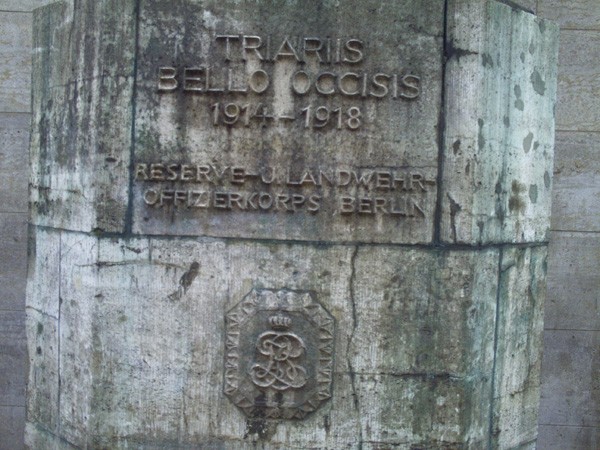 TRIARIIS
BELLO OCCISIS
1914-1918
RESERVE-U. LANDWEHR-
OFFIZIERKORPS BERLIN